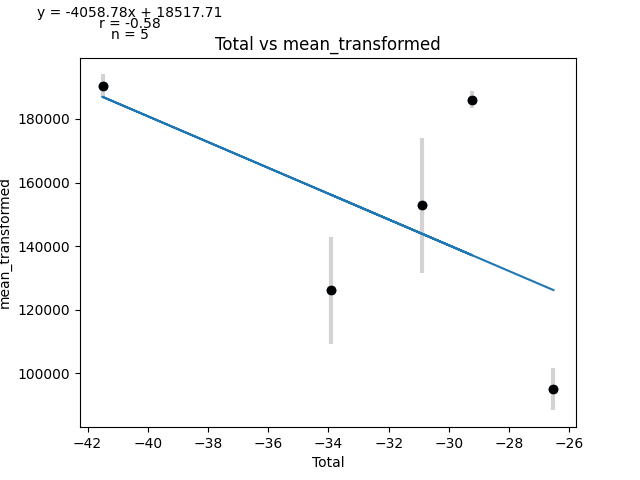 y = -4058.78x + 18517.71
r = -0.58
n = 5
Total vs mean_transformed
180000
160000
140000
120000
100000
mean_transformed
−42 −40 −38 −36 −34 −32 −30 −28 −26
Total